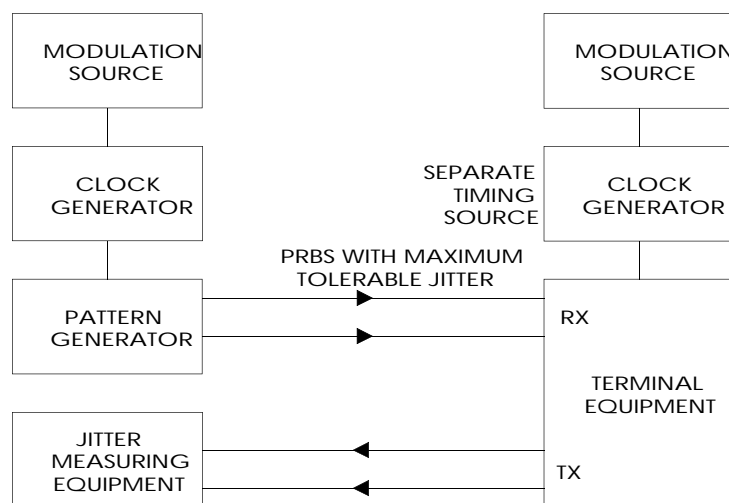 MODULATION
SOURCE
MODULATION
SOURCE
CLOCK
GENERATOR
SEPARATE
TIMING
SOURCE
CLOCK
GENERATOR
PRBS WITH MAXIMUM
TOLERABLE JITTER
PATTERN
GENERATOR
RX
TERMINAL
EQUIPMENT
JITTER
MEASURING
EQUIPMENT
TX